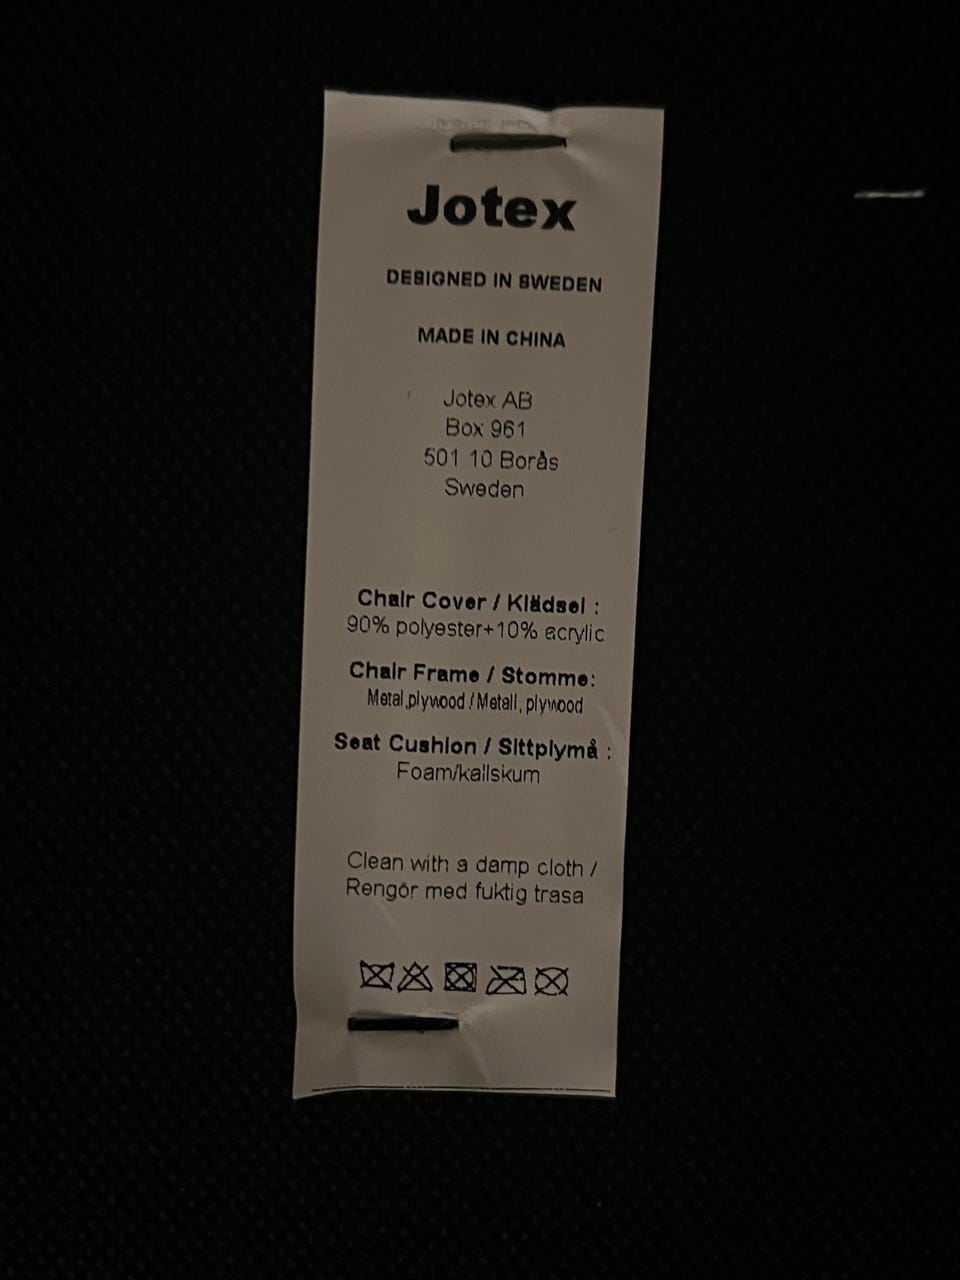 Jotex
DESIGNED IN SWEDEN
MADE IN CHINA
Jotex AB
Box 961
501 10 Borås
Sweden
Chair Cover / Klädsel :
90% polyester+10% acrylic
Chair Frame / Stomme:
Metal,plywood / Metall, plywood
Seat Cushion / Sittplymå :
Foam/kallskum
Clean with a damp cloth /
Rengör med fuktig trasa